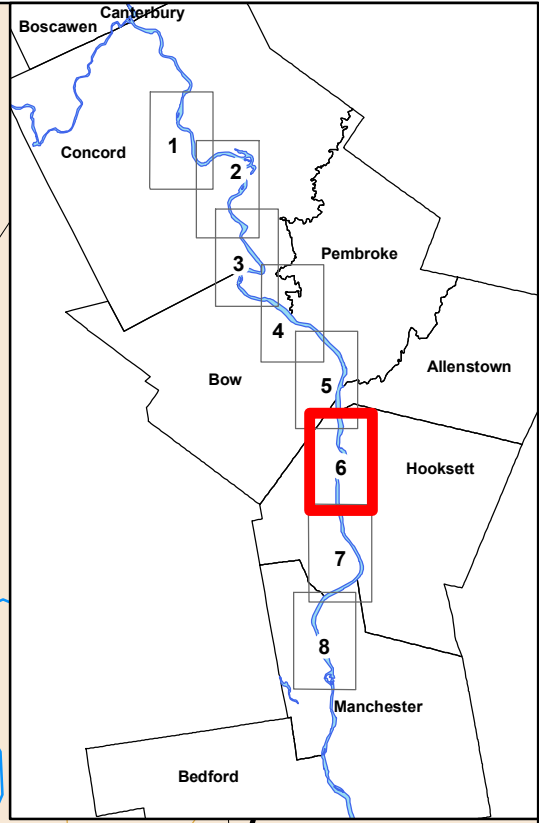 Canterbury
Boscawen
1
Concord
2
Pembroke
3
4
Allenstown
Bow
5
6
Hooksett
7
8
Manchester
Bedford